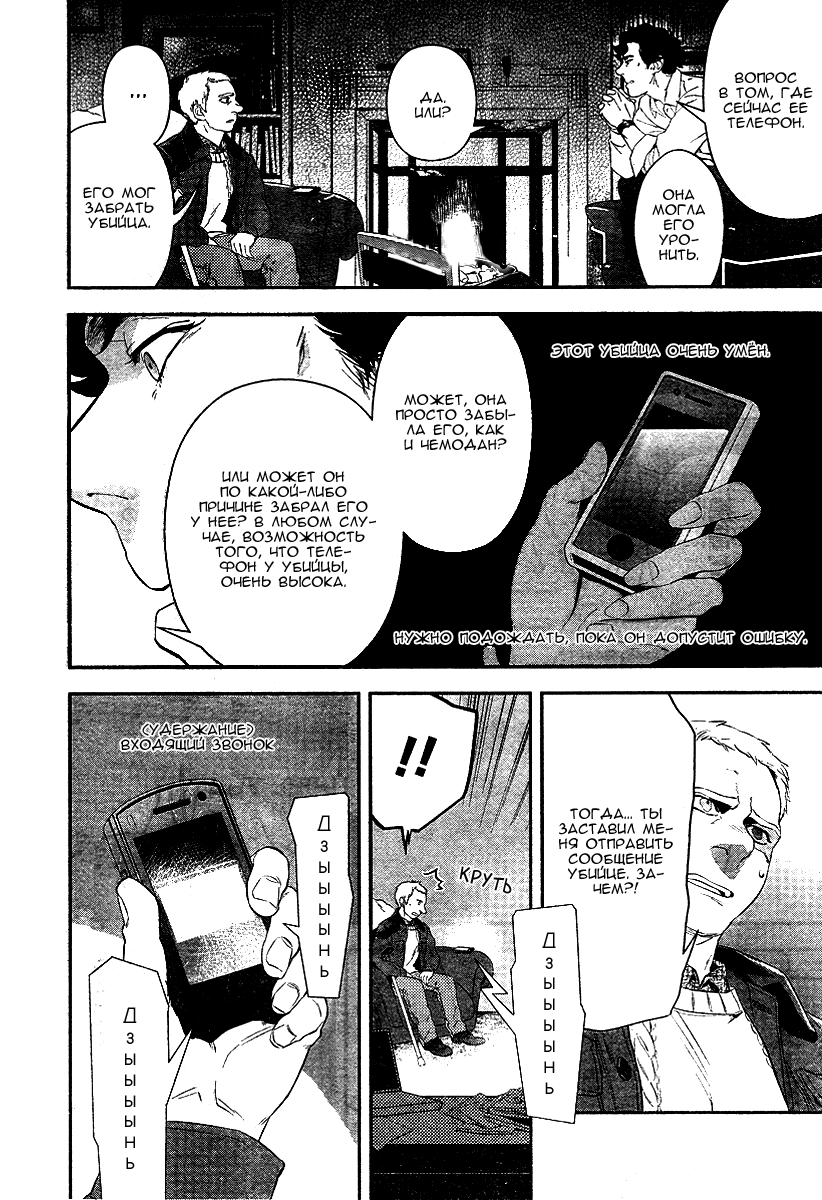 ВОПРОС
В ТОМ, ГДЕ
СЕЙЧАС ЕЕ
ТЕЛЕФОН.
ОНА
МОГЛА
ЕГО
УРО-
НИТЬ.
ДА.
ИЛИ?
...
ЕГО МОГ
ЗАБРАТЬ
УБИЙЦА.
ЭТОТ УБИЙЦА ОЧЕНЬ УМЁН.
МОЖЕТ, ОНА
ПРОСТО ЗАБЫ-
ЛА ЕГО, КАК
И ЧЕМОДАН?
ИЛИ МОЖЕТ ОН
ПО КАКОЙ-ЛИБО
ПРИЧИНЕ ЗАБРАЛ ЕГО
У НЕЕ? В ЛЮБОМ СЛУ-
ЧАЕ, ВОЗМОЖНОСТЬ
ТОГО, ЧТО ТЕЛЕ-
ФОН У УБИЙЦЫ,
ОЧЕНЬ ВЫСОКА.
НУЖНО ПОДОЖДАТЬ, ПОКА ОН ДОПУСТИТ ОШИБКУ.
ТОГДА... ТЫ
ЗАСТАВИЛ МЕ-
НЯ ОТПРАВИТЬ
СООБЩЕНИЕ
УБИЙЦЕ. ЗА-
ЧЕМ?!
ДЗЫЫЫЫНЬ
!!
КРУТЬ
(УДЕРЖАНИЕ)
ВХОДЯЩИЙ ЗВОНОК
ДЗЫЫЫЫНЬ
ДЗЫЫЫЫНЬ